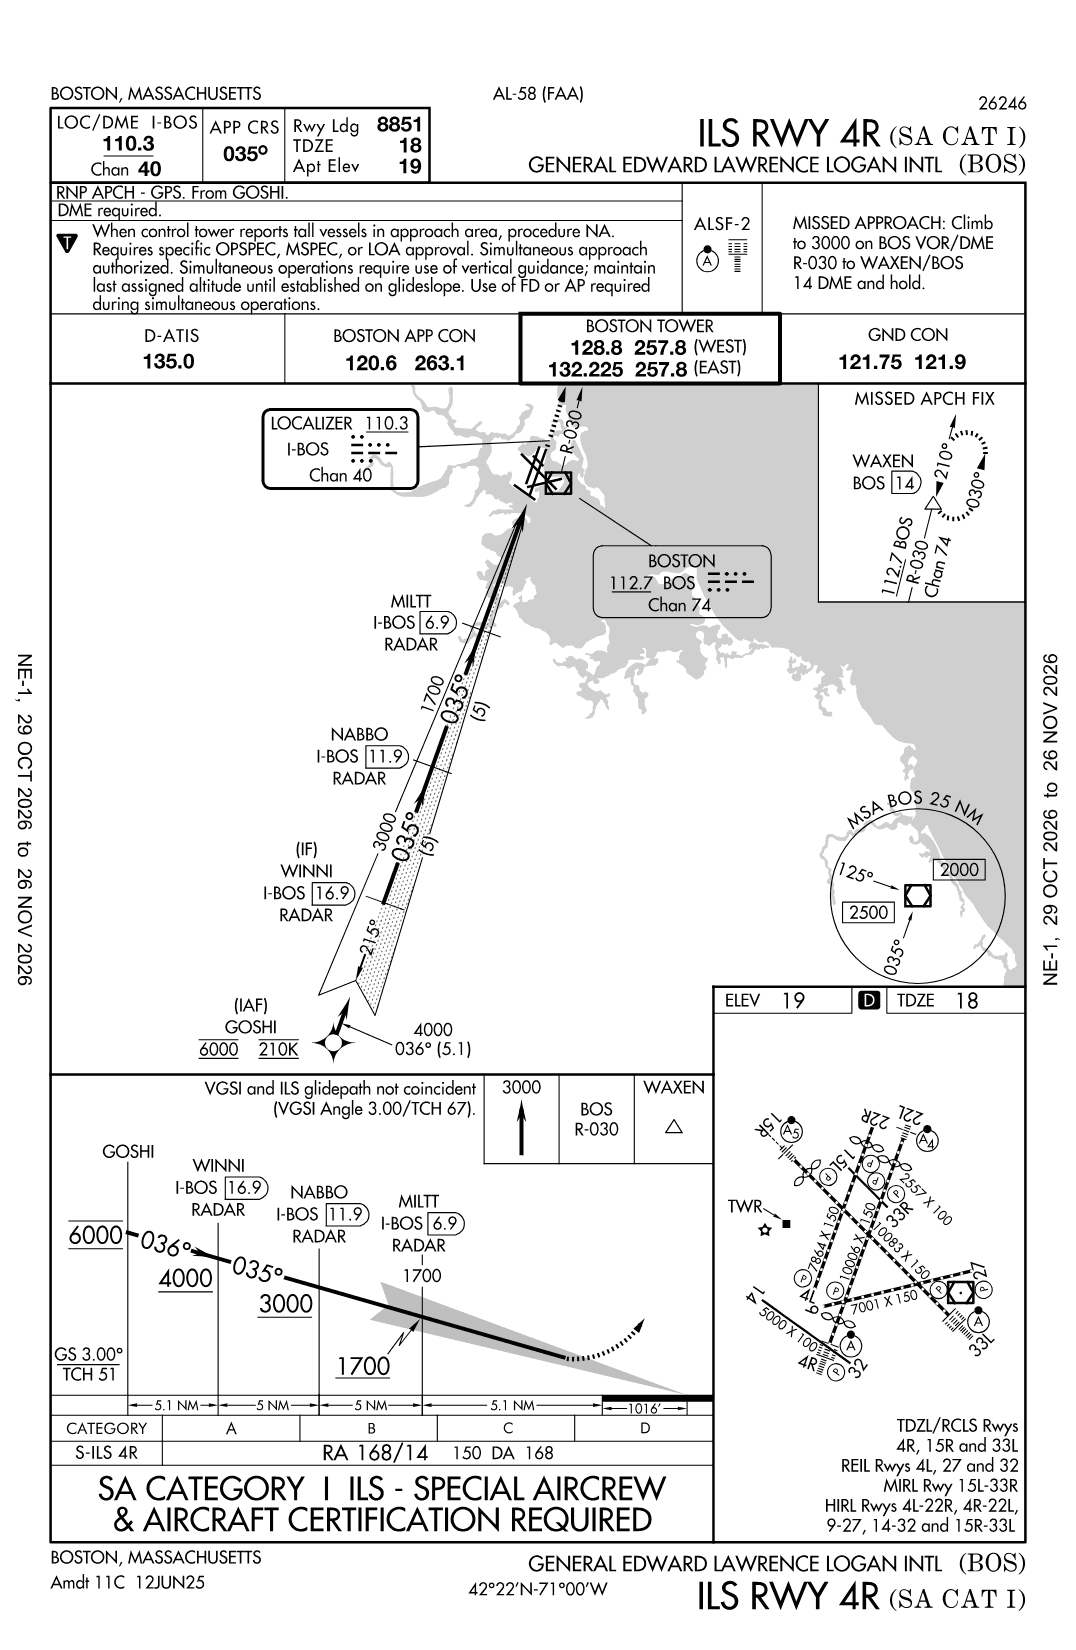 BOSTON, MASSACHUSETTS
AL-58 (FAA)
26246
LOC/DME I-BOS
110.3
Chan 40
APP CRS
035°
Rwy Ldg 8851
TDZE 18
Apt Elev 19
ILS RWY 4R (SA CAT I)
GENERAL EDWARD LAWRENCE LOGAN INTL (BOS)
RNP APCH - GPS. From GOSHI.
DME required.
T
When control tower reports tall vessels in approach area, procedure NA.
Requires specific OPSPEC, MSPEC, or LOA approval. Simultaneous approach
authorized. Simultaneous operations require use of vertical guidance; maintain
last assigned altitude until established on glideslope. Use of FD or AP required
during simultaneous operations.
ALSF-2
A
MISSED APPROACH: Climb
to 3000 on BOS VOR/DME
R-030 to WAXEN/BOS
14 DME and hold.
D-ATIS
135.0
BOSTON APP CON
120.6 263.1
BOSTON TOWER
128.8 257.8 (WEST)
132.225 257.8 (EAST)
GND CON
121.75 121.9
LOCALIZER 110.3
I-BOS
Chan 40
R-030
MISSED APCH FIX
WAXEN
BOS 14
210°
030°
112.7 BOS
R-030
Chan 74
BOSTON
112.7 BOS
Chan 74
MILTT
I-BOS 6.9
RADAR
1700
035°
(5)
NABBO
I-BOS 11.9
RADAR
3000
035°
(5)
(IF)
WINNI
I-BOS 16.9
RADAR
215°
(IAF)
GOSHI
6000 210K
4000
036° (5.1)
MSA BOS 25 NM
125°
2000
2500
035°
NE-1, 29 OCT 2026 to 26 NOV 2026
NE-1, 29 OCT 2026 to 26 NOV 2026
ELEV 19
D
TDZE 18
VGSI and ILS glidepath not coincident
(VGSI Angle 3.00/TCH 67).
3000
BOS
R-030
WAXEN
GOSHI
WINNI
I-BOS 16.9
RADAR
NABBO
I-BOS 11.9
RADAR
MILTT
I-BOS 6.9
RADAR
1700
6000
036°
4000
035°
3000
1700
GS 3.00°
TCH 51
5.1 NM
5 NM
5 NM
5.1 NM
1016'
15R
A5
22R
22L
A4
15L
P
P
P
P
P
2557 X 100
33R
TWR
7864 X 150
10006 X 150
10083 X 150
P
4L
P
9
7001 X 150
27
P
P
14
5000 X 100
A
33L
A
4R
P
32
TDZL/RCLS Rwys
4R, 15R and 33L
REIL Rwys 4L, 27 and 32
MIRL Rwy 15L-33R
HIRL Rwys 4L-22R, 4R-22L,
9-27, 14-32 and 15R-33L
CATEGORY A B C D
S-ILS 4R RA 168/14 150 DA 168
SA CATEGORY I ILS - SPECIAL AIRCREW
& AIRCRAFT CERTIFICATION REQUIRED
BOSTON, MASSACHUSETTS
Amdt 11C 12JUN25
42°22'N-71°00'W
GENERAL EDWARD LAWRENCE LOGAN INTL (BOS)
ILS RWY 4R (SA CAT I)